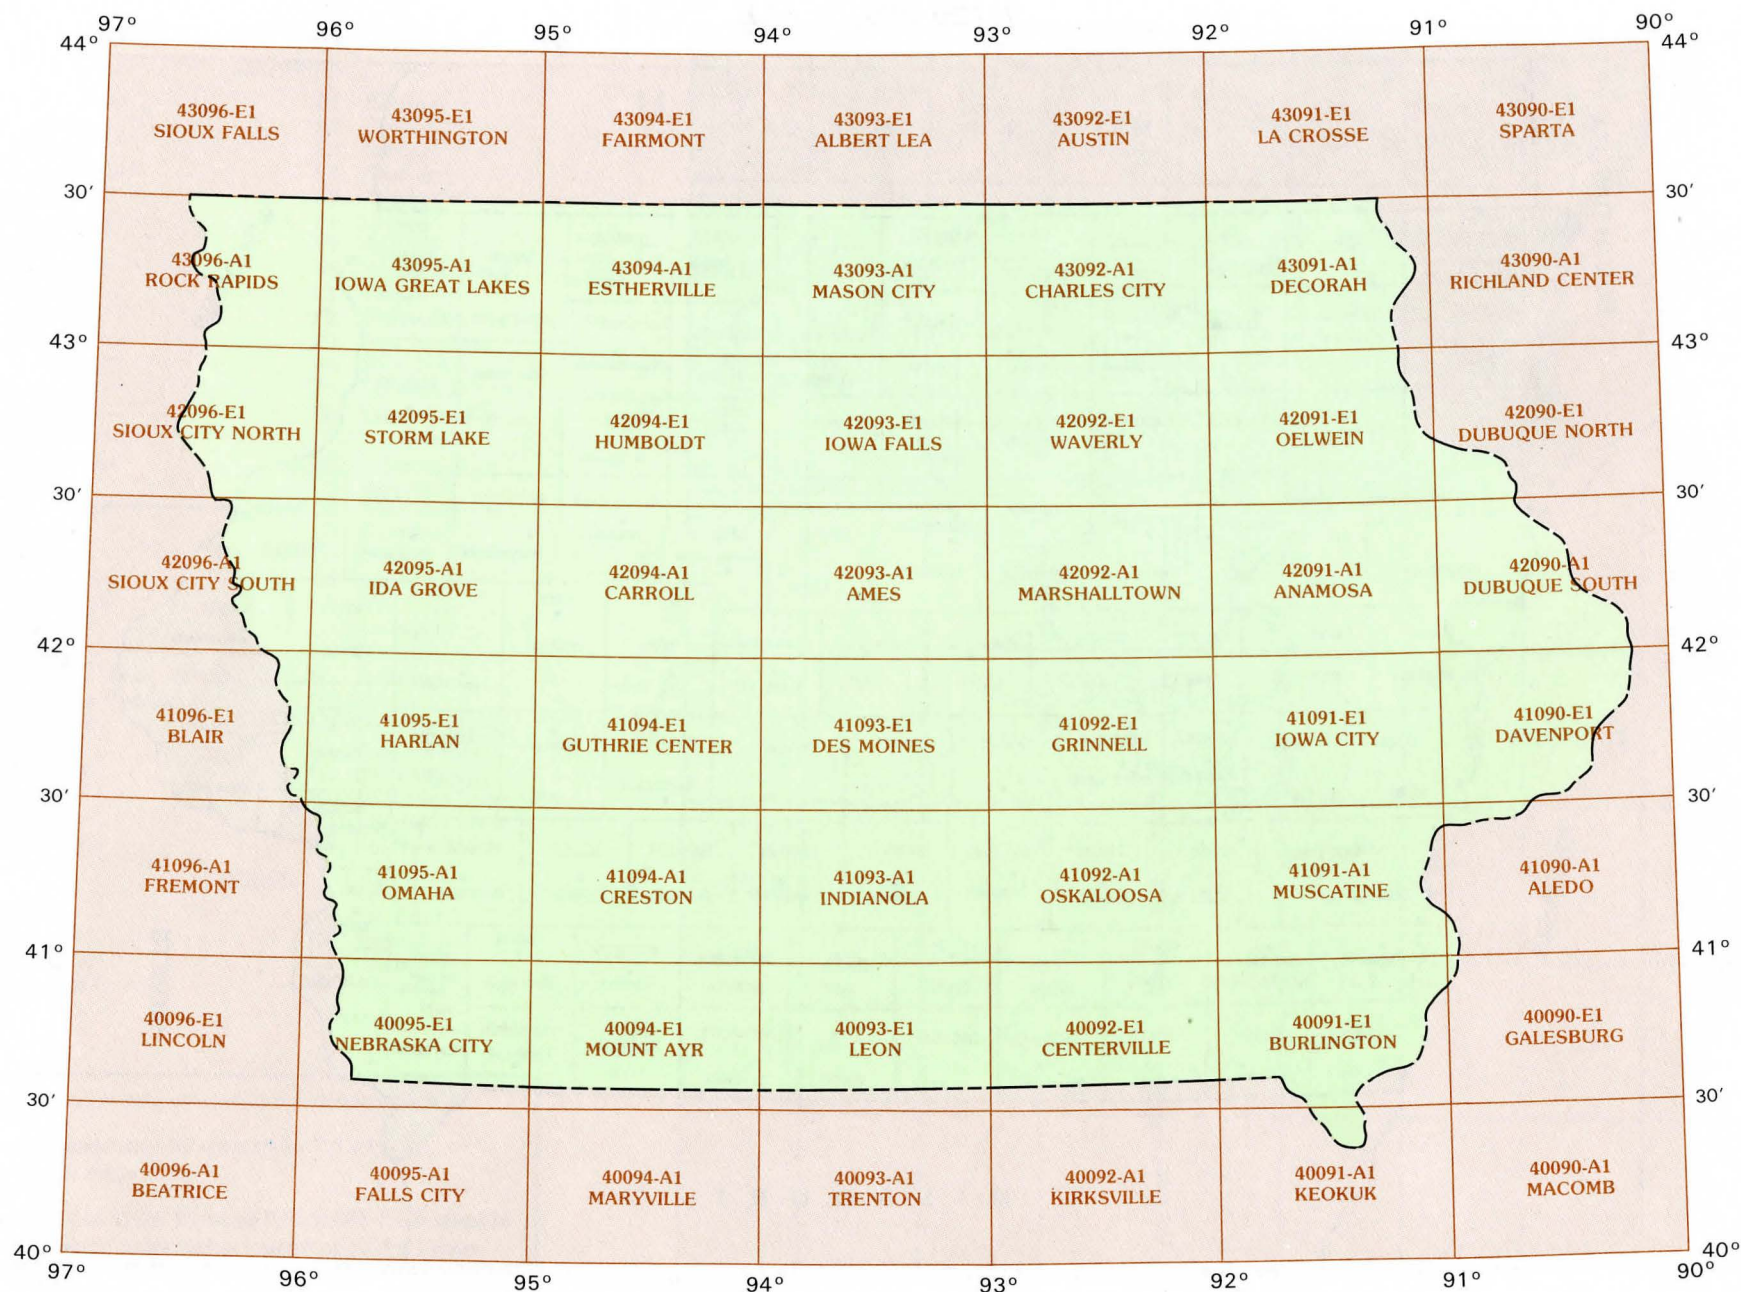 97° 96° 95° 94° 93° 92° 91° 90°
44° 44°
43096-E1 43095-E1 43094-E1 43093-E1 43092-E1 43091-E1 43090-E1
SIOUX FALLS WORTHINGTON FAIRMONT ALBERT LEA AUSTIN LA CROSSE SPARTA
30′ 30′
43096-A1 43095-A1 43094-A1 43093-A1 43092-A1 43091-A1 43090-A1
ROCK RAPIDS IOWA GREAT LAKES ESTHERVILLE MASON CITY CHARLES CITY DECORAH RICHLAND CENTER
43° 43°
42096-E1 42095-E1 42094-E1 42093-E1 42092-E1 42091-E1 42090-E1
SIOUX CITY NORTH STORM LAKE HUMBOLDT IOWA FALLS WAVERLY OELWEIN DUBUQUE NORTH
30′ 30′
42096-A1 42095-A1 42094-A1 42093-A1 42092-A1 42091-A1 42090-A1
SIOUX CITY SOUTH IDA GROVE CARROLL AMES MARSHALLTOWN ANAMOSA DUBUQUE SOUTH
42° 42°
41096-E1 41095-E1 41094-E1 41093-E1 41092-E1 41091-E1 41090-E1
BLAIR HARLAN GUTHRIE CENTER DES MOINES GRINNELL IOWA CITY DAVENPORT
30′ 30′
41096-A1 41095-A1 41094-A1 41093-A1 41092-A1 41091-A1 41090-A1
FREMONT OMAHA CRESTON INDIANOLA OSKALOOSA MUSCATINE ALEDO
41° 41°
40096-E1 40095-E1 40094-E1 40093-E1 40092-E1 40091-E1 40090-E1
LINCOLN NEBRASKA CITY MOUNT AYR LEON CENTERVILLE BURLINGTON GALESBURG
30′ 30′
40096-A1 40095-A1 40094-A1 40093-A1 40092-A1 40091-A1 40090-A1
BEATRICE FALLS CITY MARYVILLE TRENTON KIRKSVILLE KEOKUK MACOMB
40° 40°
97° 96° 95° 94° 93° 92° 91° 90°